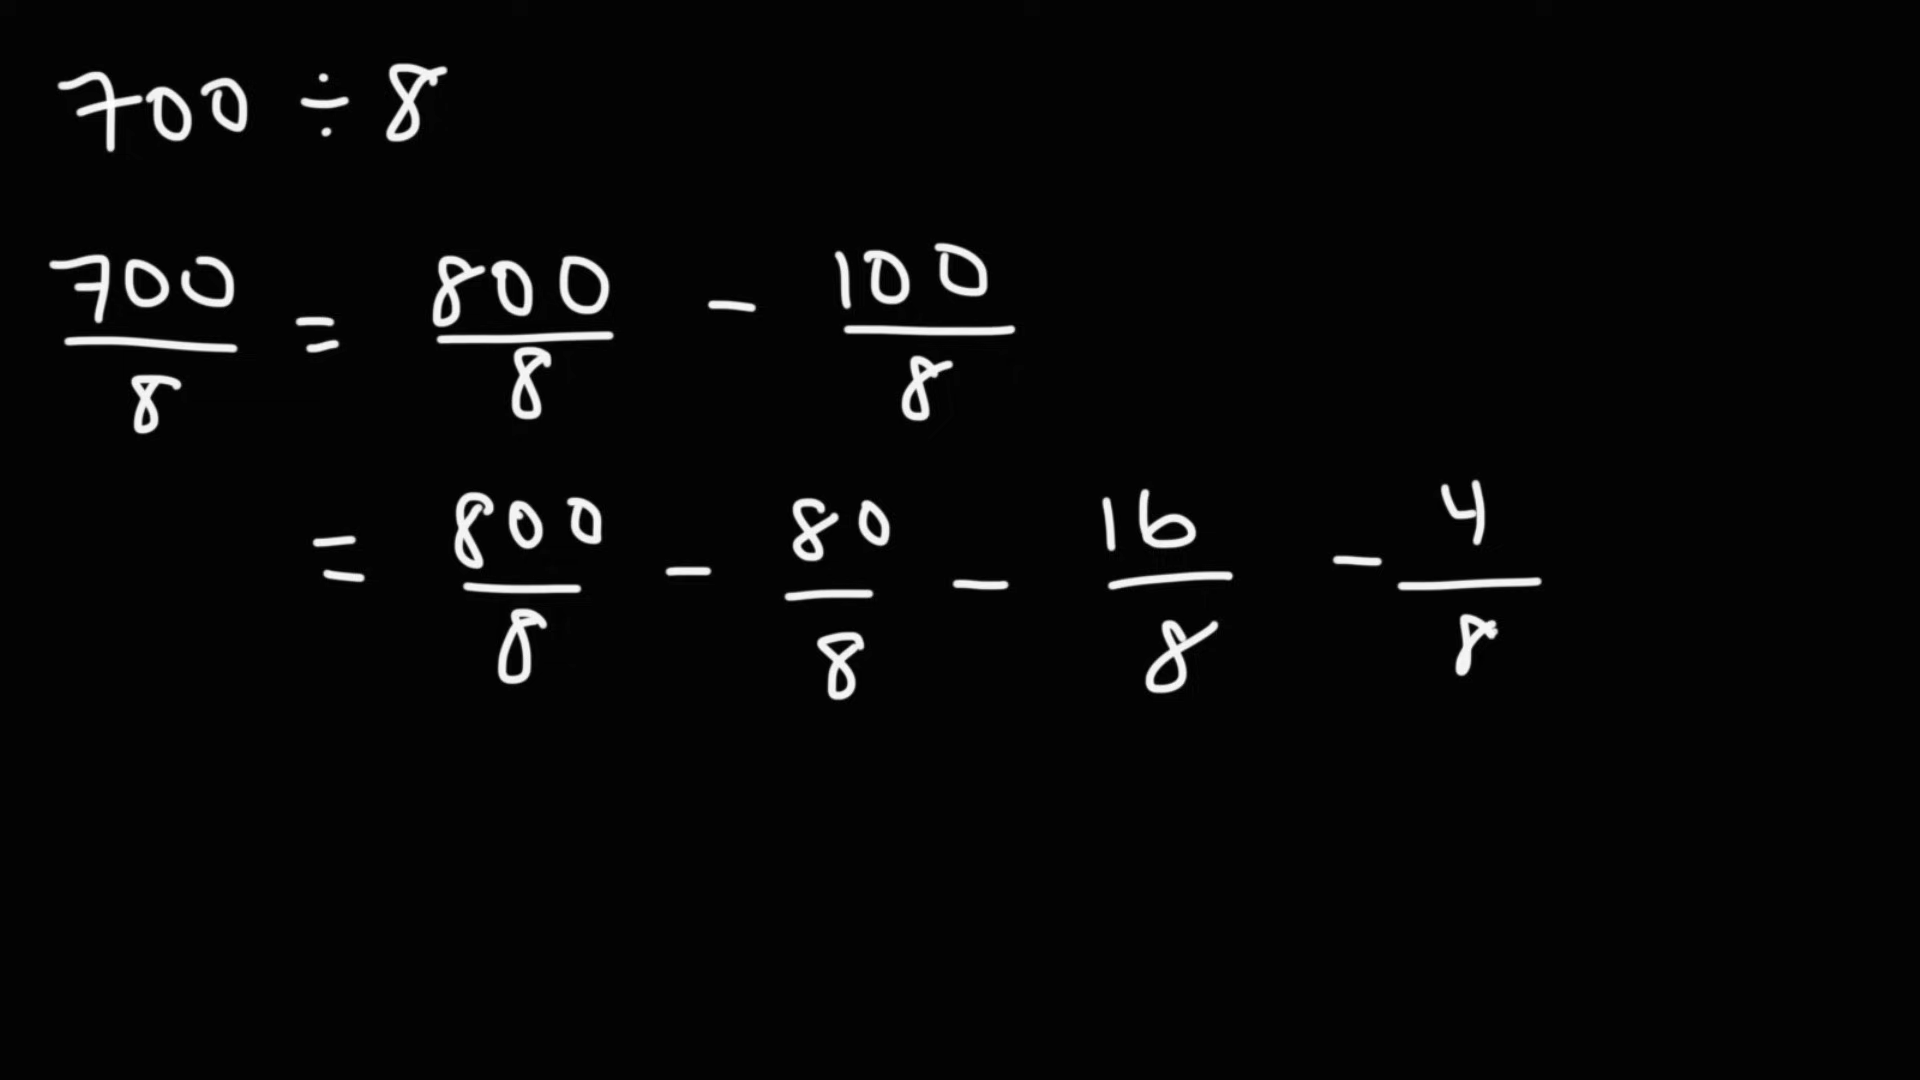 700 ÷ 8
700/8 = 800/8 - 100/8
= 800/8 - 80/8 - 16/8 - 4/8